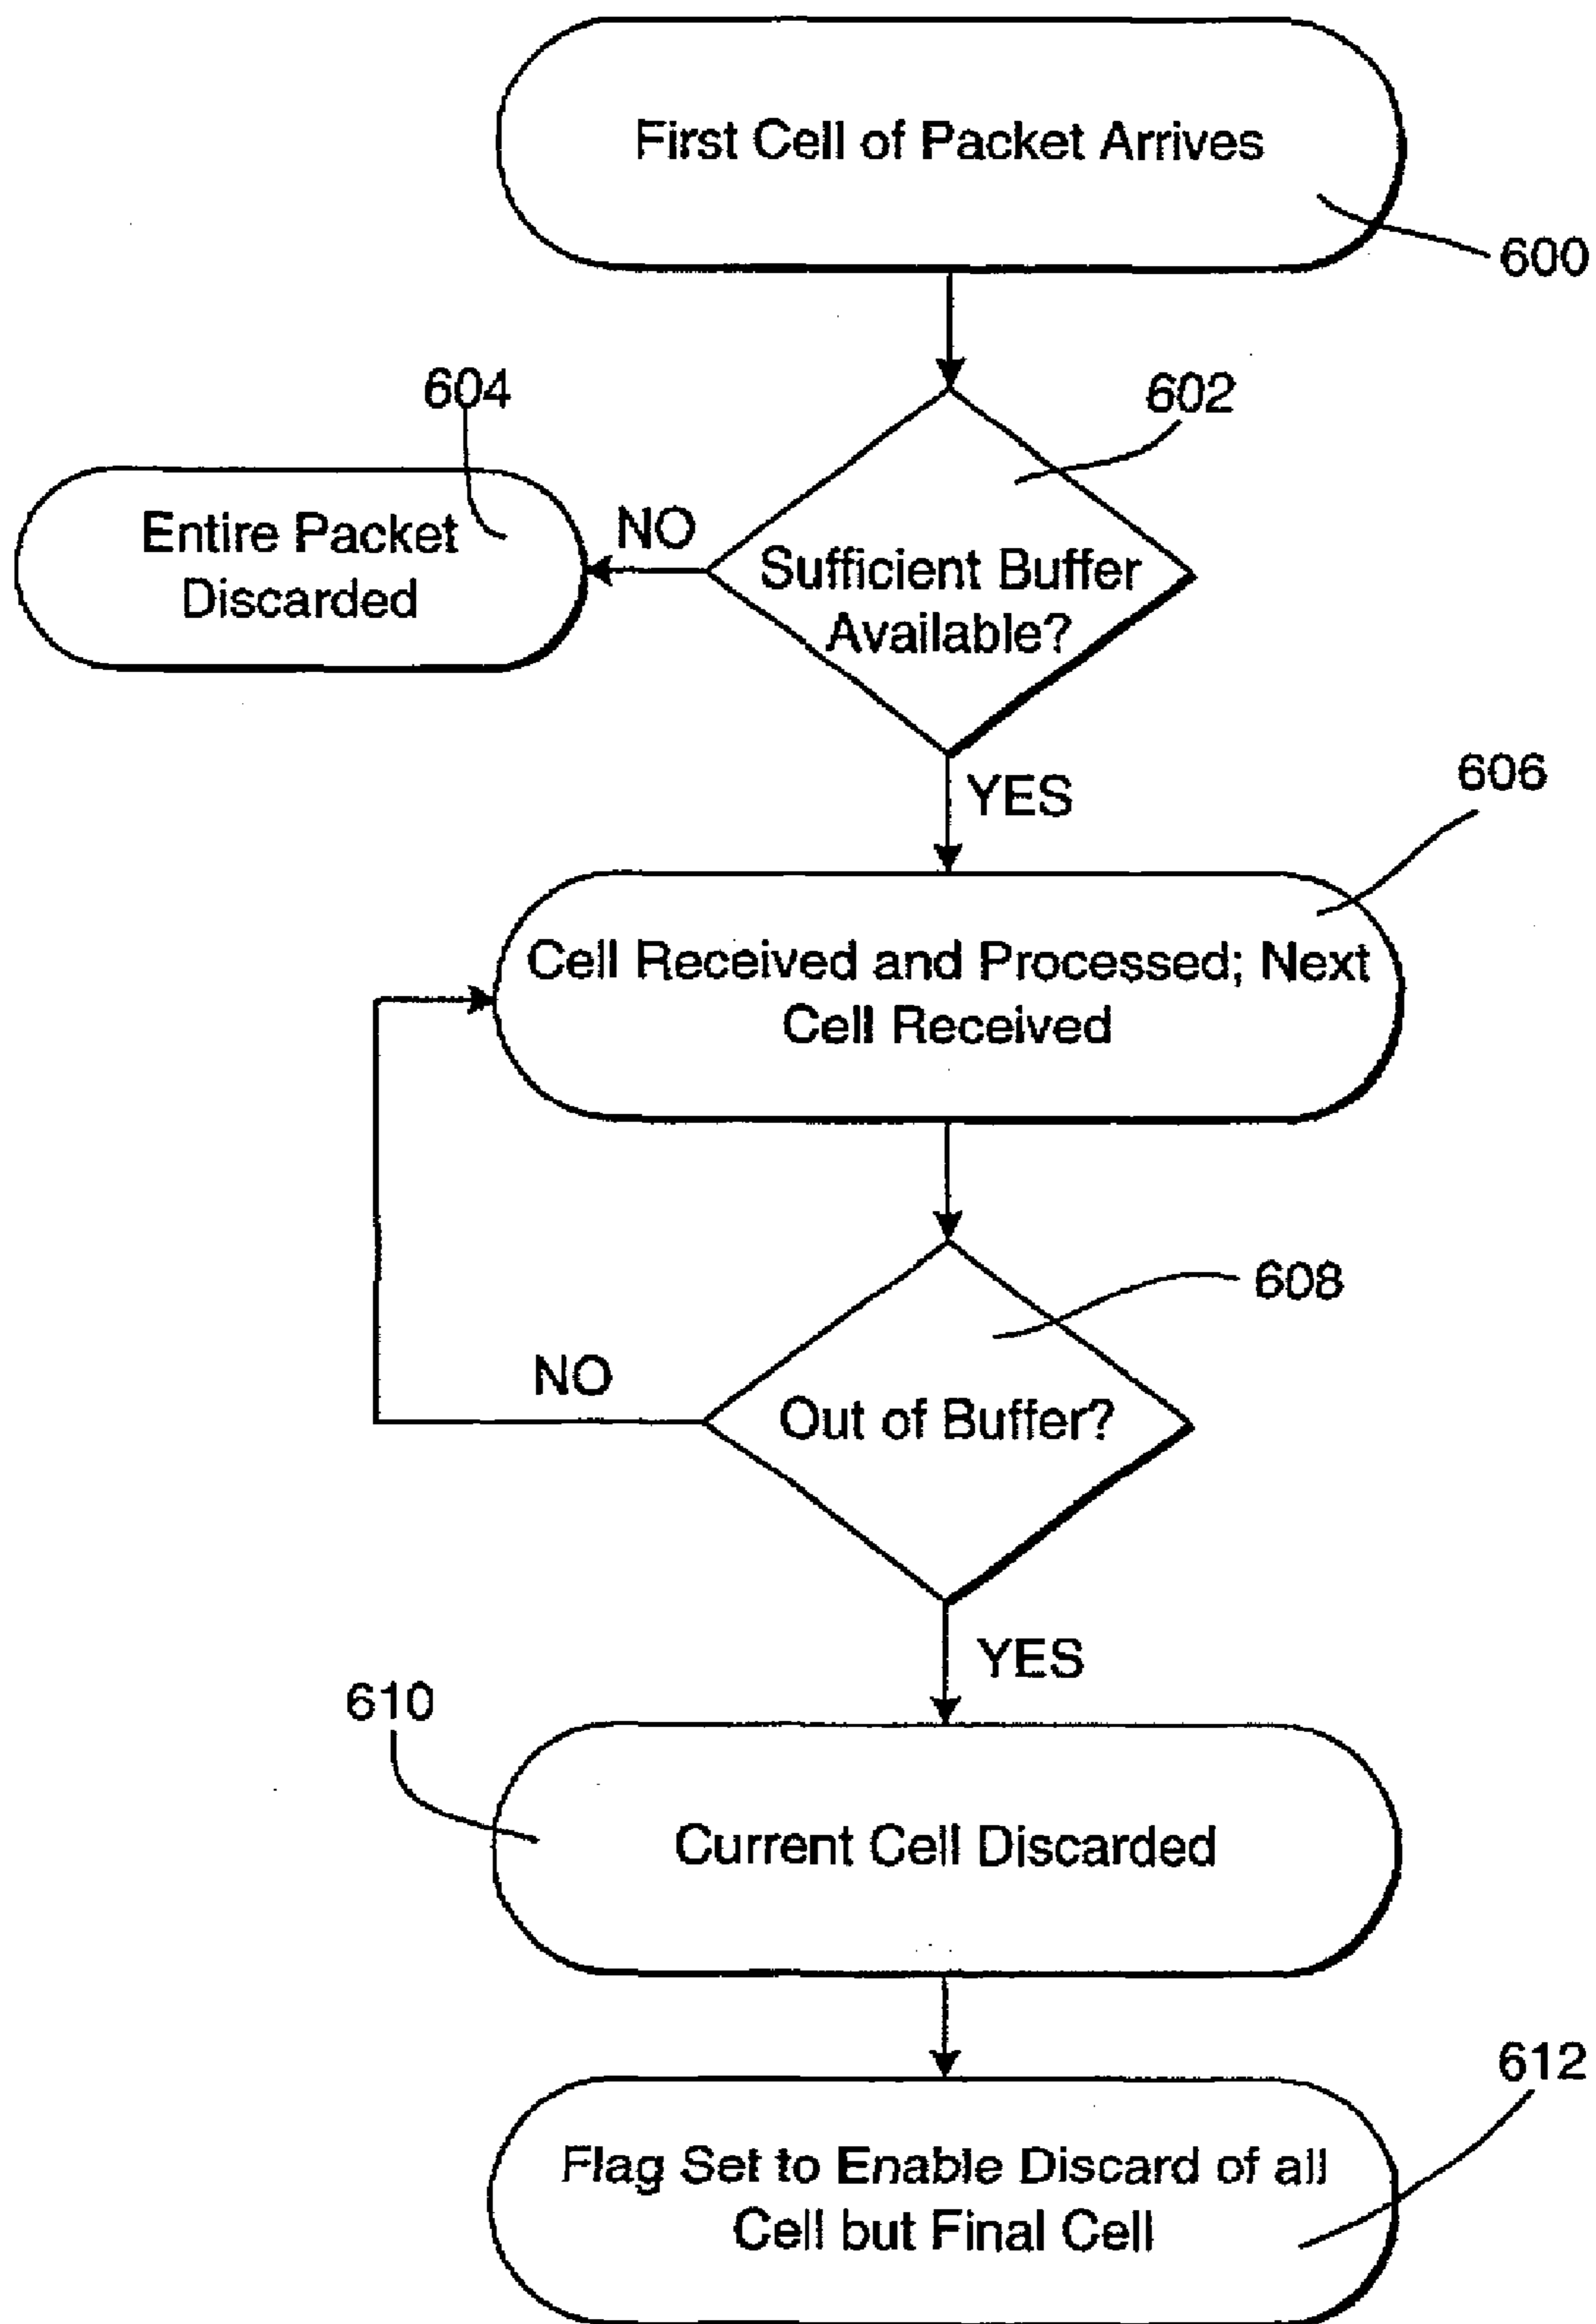 First Cell of Packet Arrives
600
602
604
Sufficient Buffer
Available?
NO
Entire Packet
Discarded
YES
606
Cell Received and Processed; Next
Cell Received
608
Out of Buffer?
NO
YES
610
Current Cell Discarded
612
Flag Set to Enable Discard of all
Cell but Final Cell